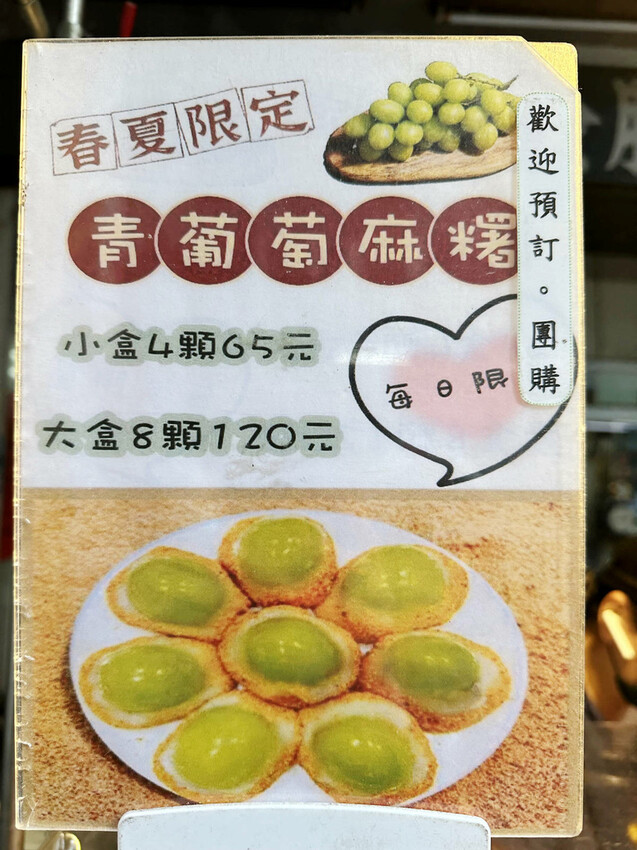 春夏限定
青葡萄麻糬
小盒4顆65元
大盒8顆120元
每日限
歡迎預訂。團購